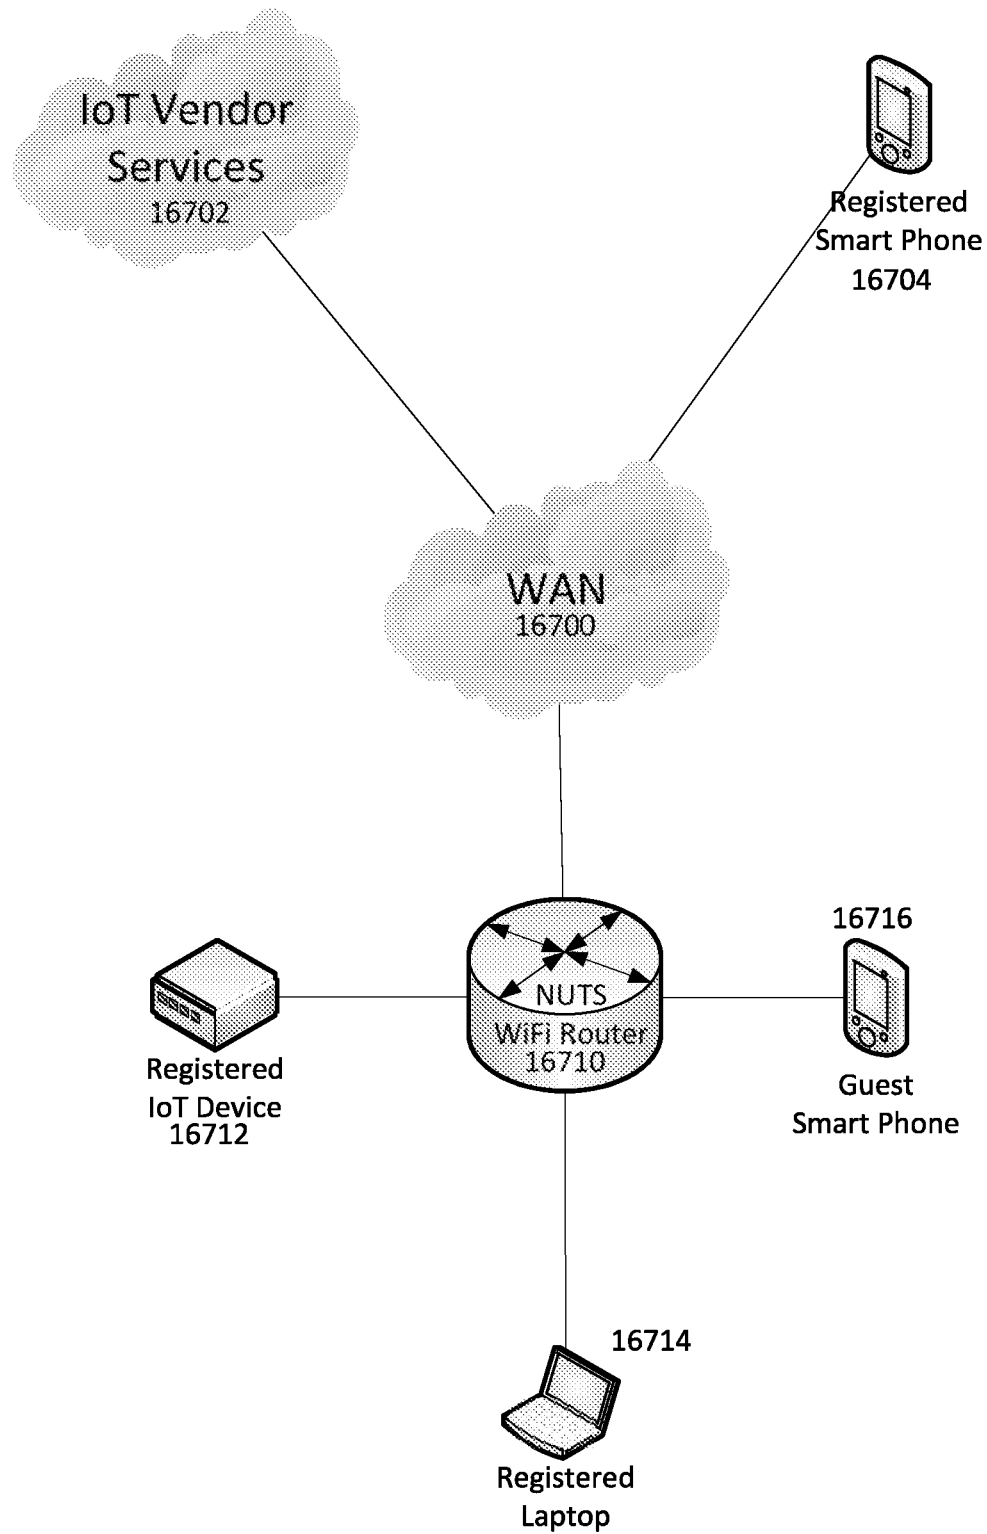 IoT Vendor
Services
16702
Registered
Smart Phone
16704
WAN
16700
NUTS
WiFi Router
16710
Registered
IoT Device
16712
16716
Guest
Smart Phone
16714
Registered
Laptop